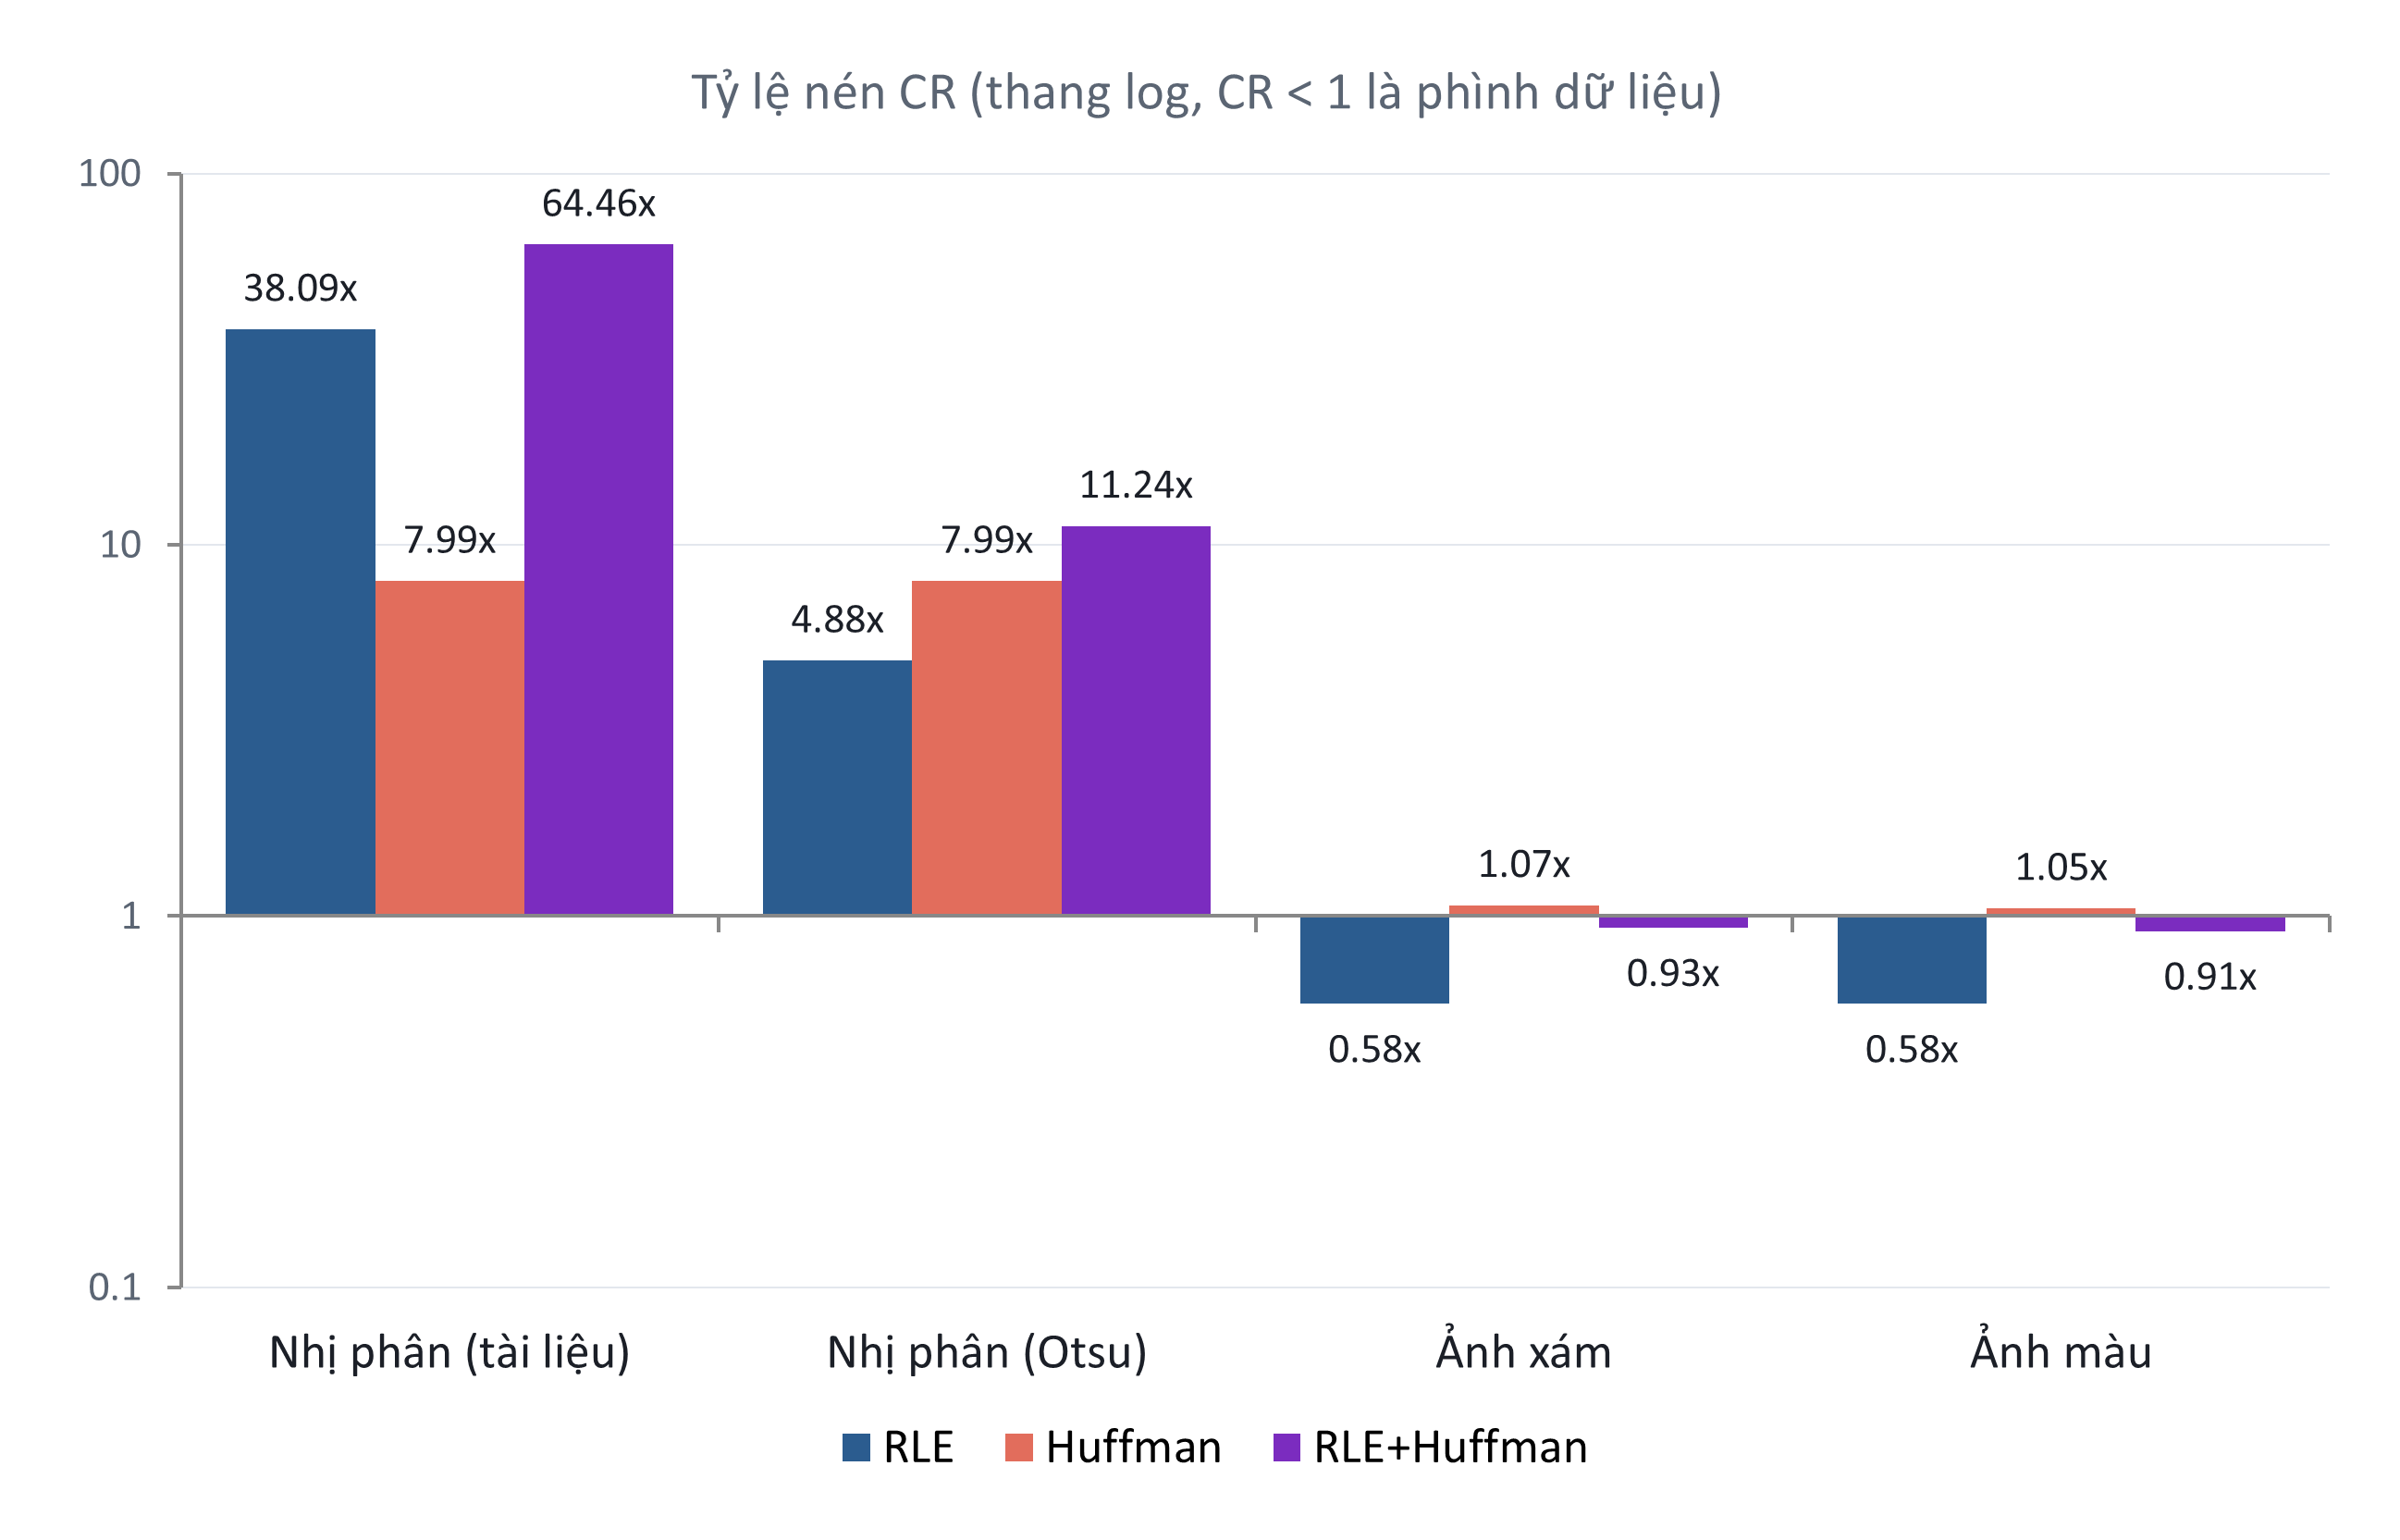 Tỷ lệ nén CR (thang log, CR < 1 là phình dữ liệu)
100
64.46x
38.09x
11.24x
10
7.99x
7.99x
4.88x
1
1.07x
1.05x
0.93x
0.91x
0.58x
0.58x
0.1
Nhị phân (tài liệu)
Nhị phân (Otsu)
Ảnh xám
Ảnh màu
RLE
Huffman
RLE+Huffman